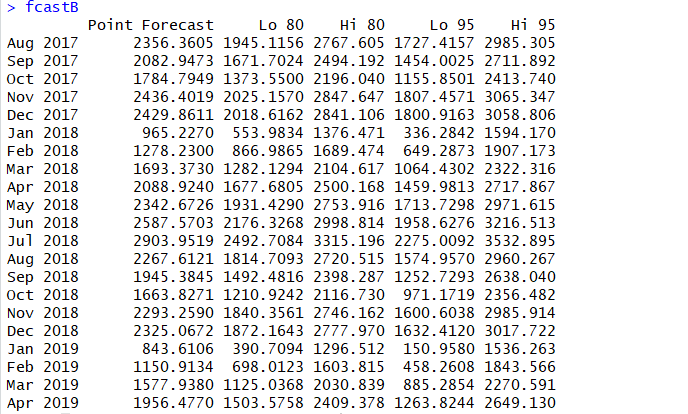 > fcastB
Point Forecast Lo 80 Hi 80 Lo 95 Hi 95
Aug 2017 2356.3605 1945.1156 2767.605 1727.4157 2985.305
Sep 2017 2082.9473 1671.7024 2494.192 1454.0025 2711.892
Oct 2017 1784.7949 1373.5500 2196.040 1155.8501 2413.740
Nov 2017 2436.4019 2025.1570 2847.647 1807.4571 3065.347
Dec 2017 2429.8611 2018.6162 2841.106 1800.9163 3058.806
Jan 2018 965.2270 553.9834 1376.471 336.2842 1594.170
Feb 2018 1278.2300 866.9865 1689.474 649.2873 1907.173
Mar 2018 1693.3730 1282.1294 2104.617 1064.4302 2322.316
Apr 2018 2088.9240 1677.6805 2500.168 1459.9813 2717.867
May 2018 2342.6726 1931.4290 2753.916 1713.7298 2971.615
Jun 2018 2587.5703 2176.3268 2998.814 1958.6276 3216.513
Jul 2018 2903.9519 2492.7084 3315.196 2275.0092 3532.895
Aug 2018 2267.6121 1814.7093 2720.515 1574.9570 2960.267
Sep 2018 1945.3845 1492.4816 2398.287 1252.7293 2638.040
Oct 2018 1663.8271 1210.9242 2116.730 971.1719 2356.482
Nov 2018 2293.2590 1840.3561 2746.162 1600.6038 2985.914
Dec 2018 2325.0672 1872.1643 2777.970 1632.4120 3017.722
Jan 2019 843.6106 390.7094 1296.512 150.9580 1536.263
Feb 2019 1150.9134 698.0123 1603.815 458.2608 1843.566
Mar 2019 1577.9380 1125.0368 2030.839 885.2854 2270.591
Apr 2019 1956.4770 1503.5758 2409.378 1263.8244 2649.130